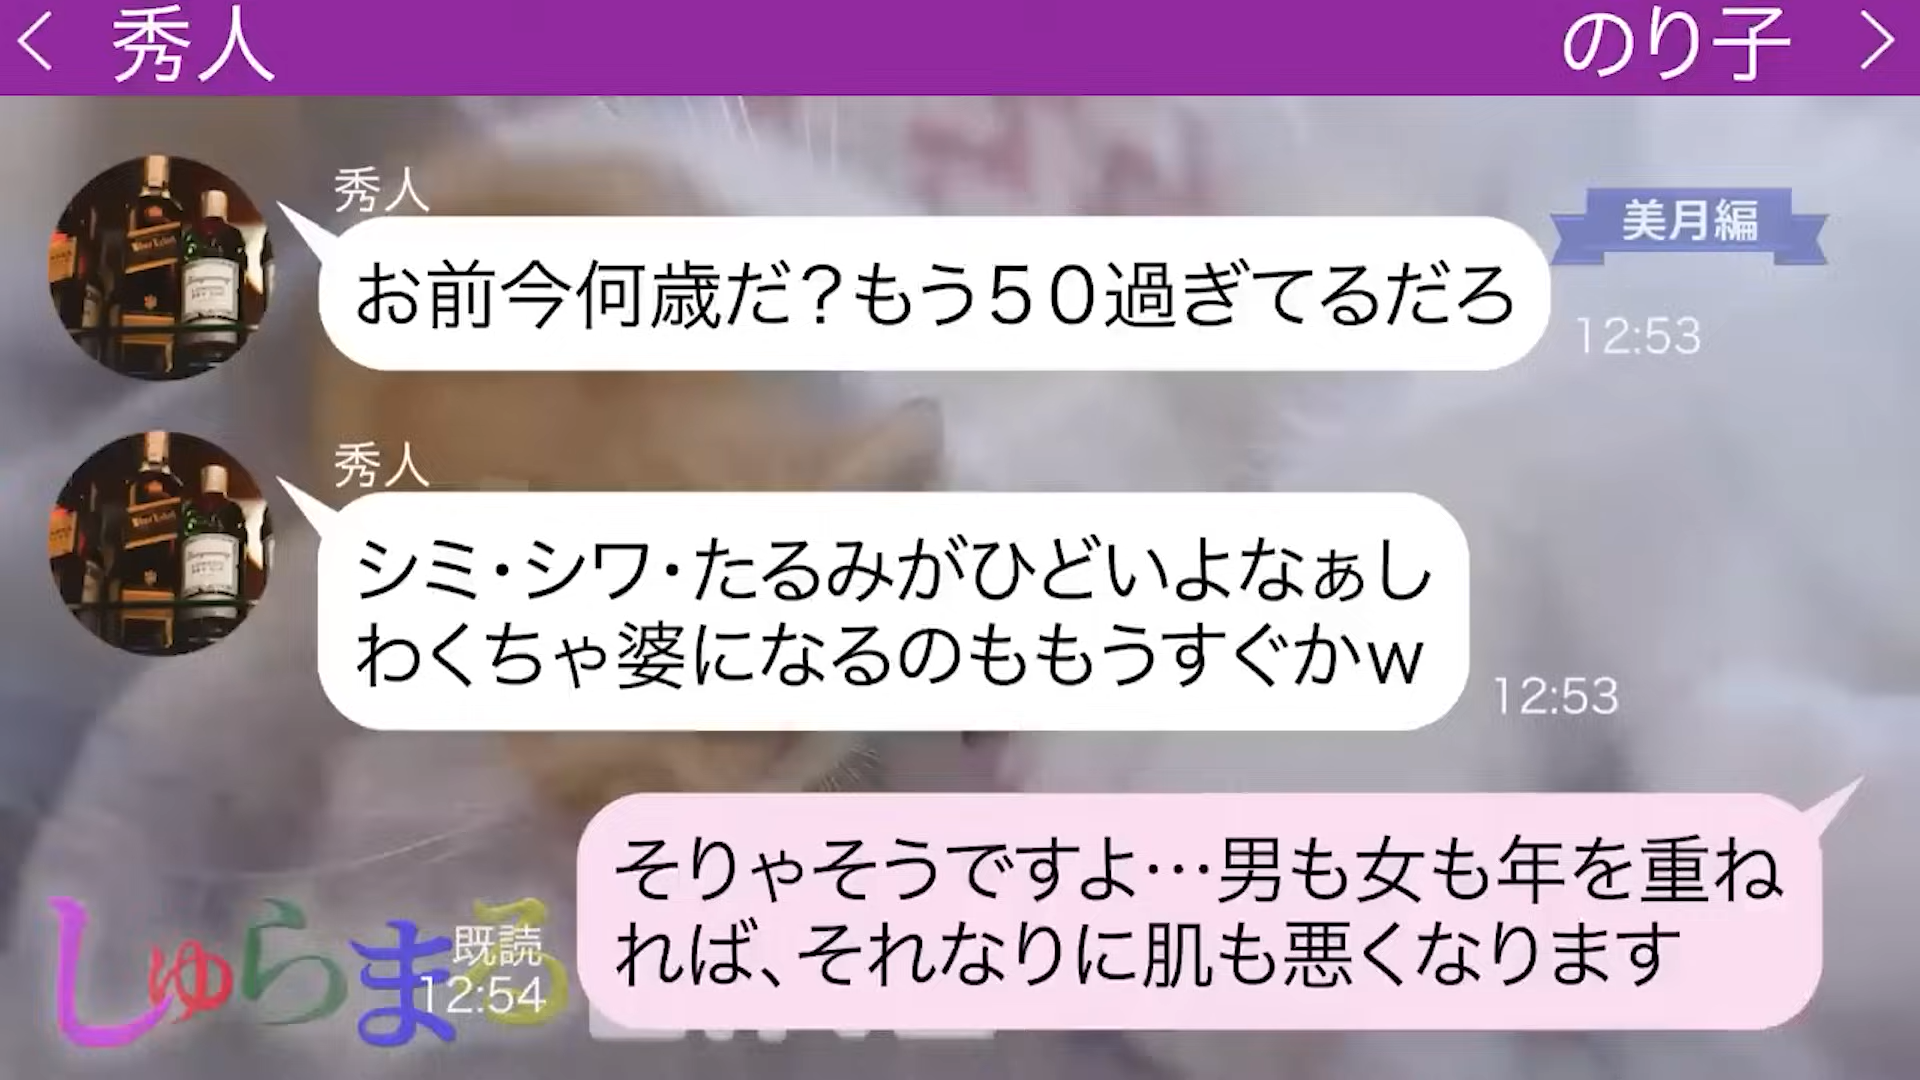 秀人
のり子
秀人
美月編
お前今何歳だ？もう５０過ぎてるだろ
12:53
秀人
シミ・シワ・たるみがひどいよなぁし
わくちゃ婆になるのももうすぐかｗ
12:53
そりゃそうですよ…男も女も年を重ね
れば、それなりに肌も悪くなります
既読
12:54
しゅらまる